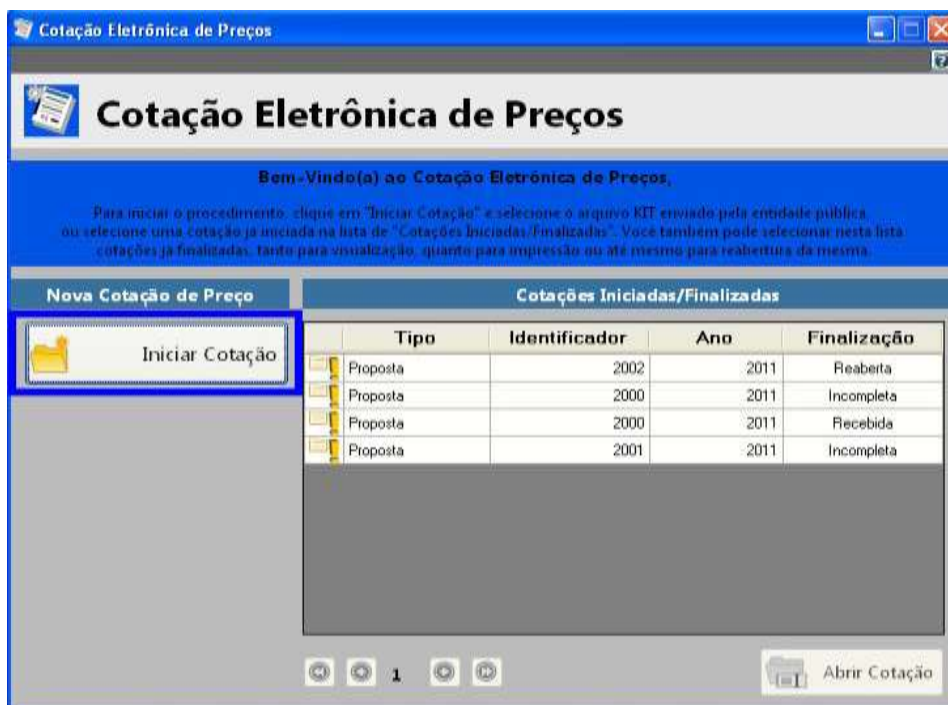 Cotação Eletrônica de Preços
Cotação Eletrônica de Preços
Bem-Vindo(a) ao Cotação Eletrônica de Preços,
Para iniciar o procedimento, clique em "Iniciar Cotação" e selecione o arquivo KIT enviado pela entidade pública,
ou selecione uma cotação já iniciada na lista de "Cotações Iniciadas/Finalizadas". Você também pode selecionar nesta lista
cotações já finalizadas, tanto para visualização, quanto para impressão ou até mesmo para reabertura da mesma.
Nova Cotação de Preço
Cotações Iniciadas/Finalizadas
Iniciar Cotação
Tipo Identificador Ano Finalização
Proposta 2002 2011 Reaberta
Proposta 2000 2011 Incompleta
Proposta 2000 2011 Recebida
Proposta 2001 2011 Incompleta
1
Abrir Cotação